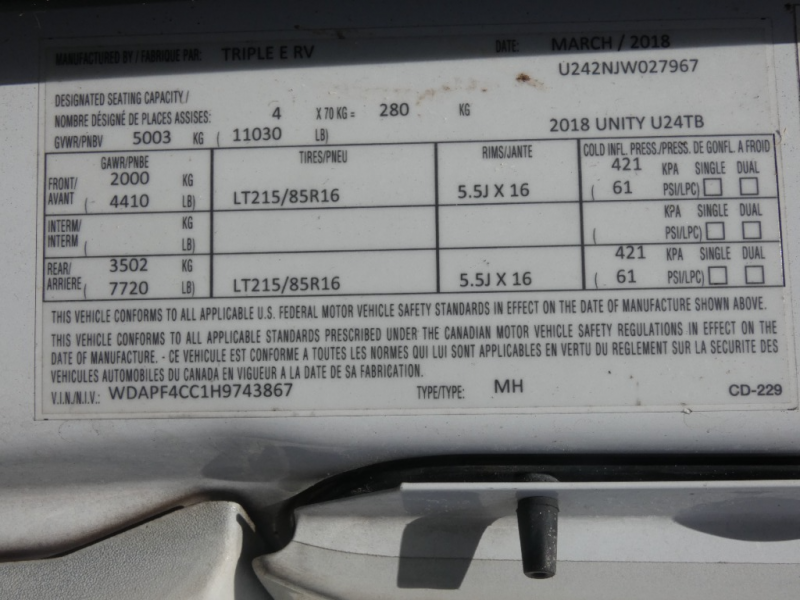 MANUFACTURED BY / FABRIQUE PAR: TRIPLE E RV DATE: MARCH / 2018
U242NJW027967
DESIGNATED SEATING CAPACITY /
NOMBRE DÉSIGNÉ DE PLACES ASSISES: 4 X 70 KG = 280 KG
GVWR/PNBV 5003 KG ( 11030 LB) 2018 UNITY U24TB
GAWR/PNBE TIRES/PNEU RIMS/JANTE COLD INFL. PRESS./PRESS. DE GONFL. A FROID
FRONT/ 2000 KG 421 KPA SINGLE DUAL
AVANT ( 4410 LB) LT215/85R16 5.5J X 16 ( 61 PSI/LPC)
INTERM/ KG KPA SINGLE DUAL
INTERM ( LB) ( PSI/LPC)
REAR/ 3502 KG 421 KPA SINGLE DUAL
ARRIERE ( 7720 LB) LT215/85R16 5.5J X 16 ( 61 PSI/LPC)
THIS VEHICLE CONFORMS TO ALL APPLICABLE U.S. FEDERAL MOTOR VEHICLE SAFETY STANDARDS IN EFFECT ON THE DATE OF MANUFACTURE SHOWN ABOVE.
THIS VEHICLE CONFORMS TO ALL APPLICABLE STANDARDS PRESCRIBED UNDER THE CANADIAN MOTOR VEHICLE SAFETY REGULATIONS IN EFFECT ON THE
DATE OF MANUFACTURE. - CE VEHICULE EST CONFORME A TOUTES LES NORMES QUI LUI SONT APPLICABLES EN VERTU DU REGLEMENT SUR LA SECURITE DES
VEHICULES AUTOMOBILES DU CANADA EN VIGUEUR A LA DATE DE SA FABRICATION.
V.I.N./N.I.V.: WDAPF4CC1H9743867 TYPE/TYPE: MH CD-229